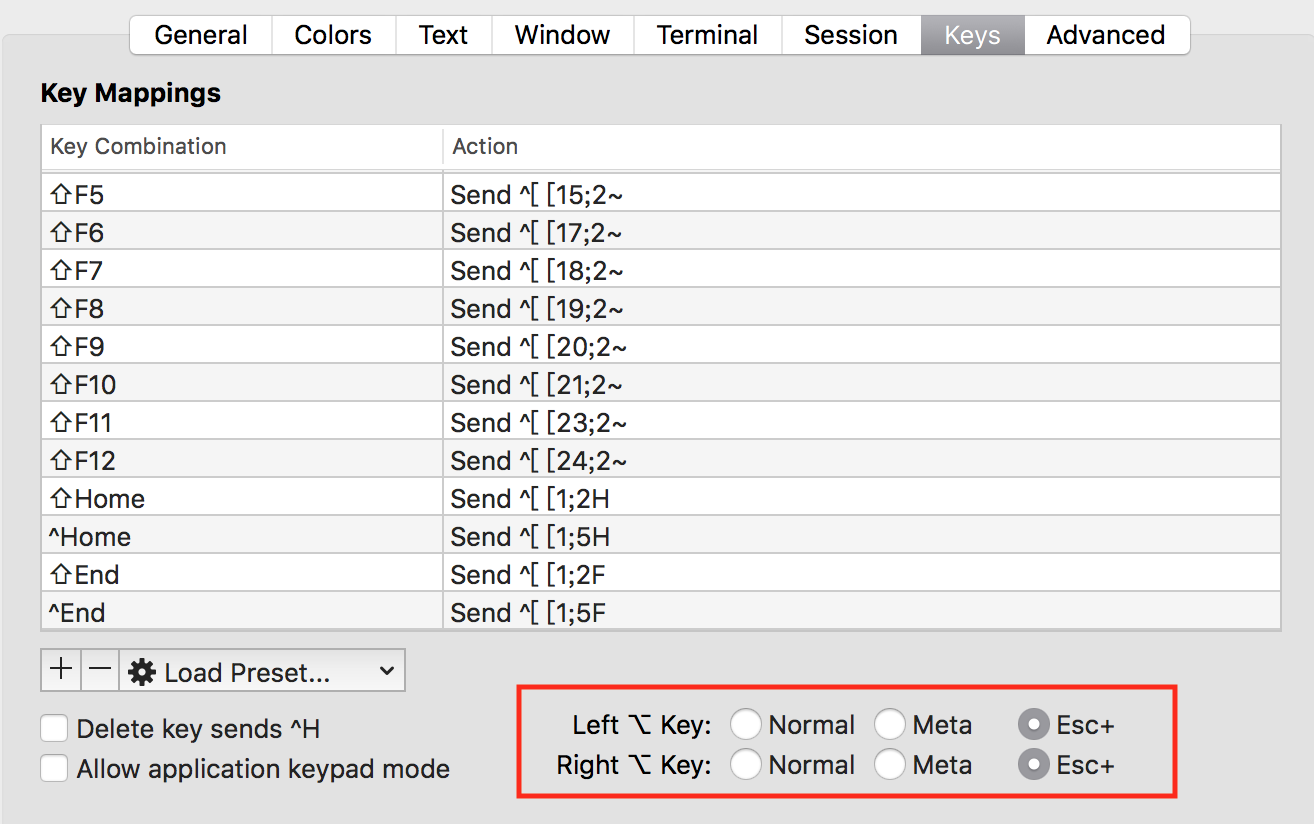 General Colors Text Window Terminal Session Keys Advanced
Key Mappings
Key Combination Action
⇧F5 Send ^[ [15;2~
⇧F6 Send ^[ [17;2~
⇧F7 Send ^[ [18;2~
⇧F8 Send ^[ [19;2~
⇧F9 Send ^[ [20;2~
⇧F10 Send ^[ [21;2~
⇧F11 Send ^[ [23;2~
⇧F12 Send ^[ [24;2~
⇧Home Send ^[ [1;2H
^Home Send ^[ [1;5H
⇧End Send ^[ [1;2F
^End Send ^[ [1;5F
+ − Load Preset...
Delete key sends ^H
Allow application keypad mode
Left ⌥ Key: Normal Meta Esc+
Right ⌥ Key: Normal Meta Esc+